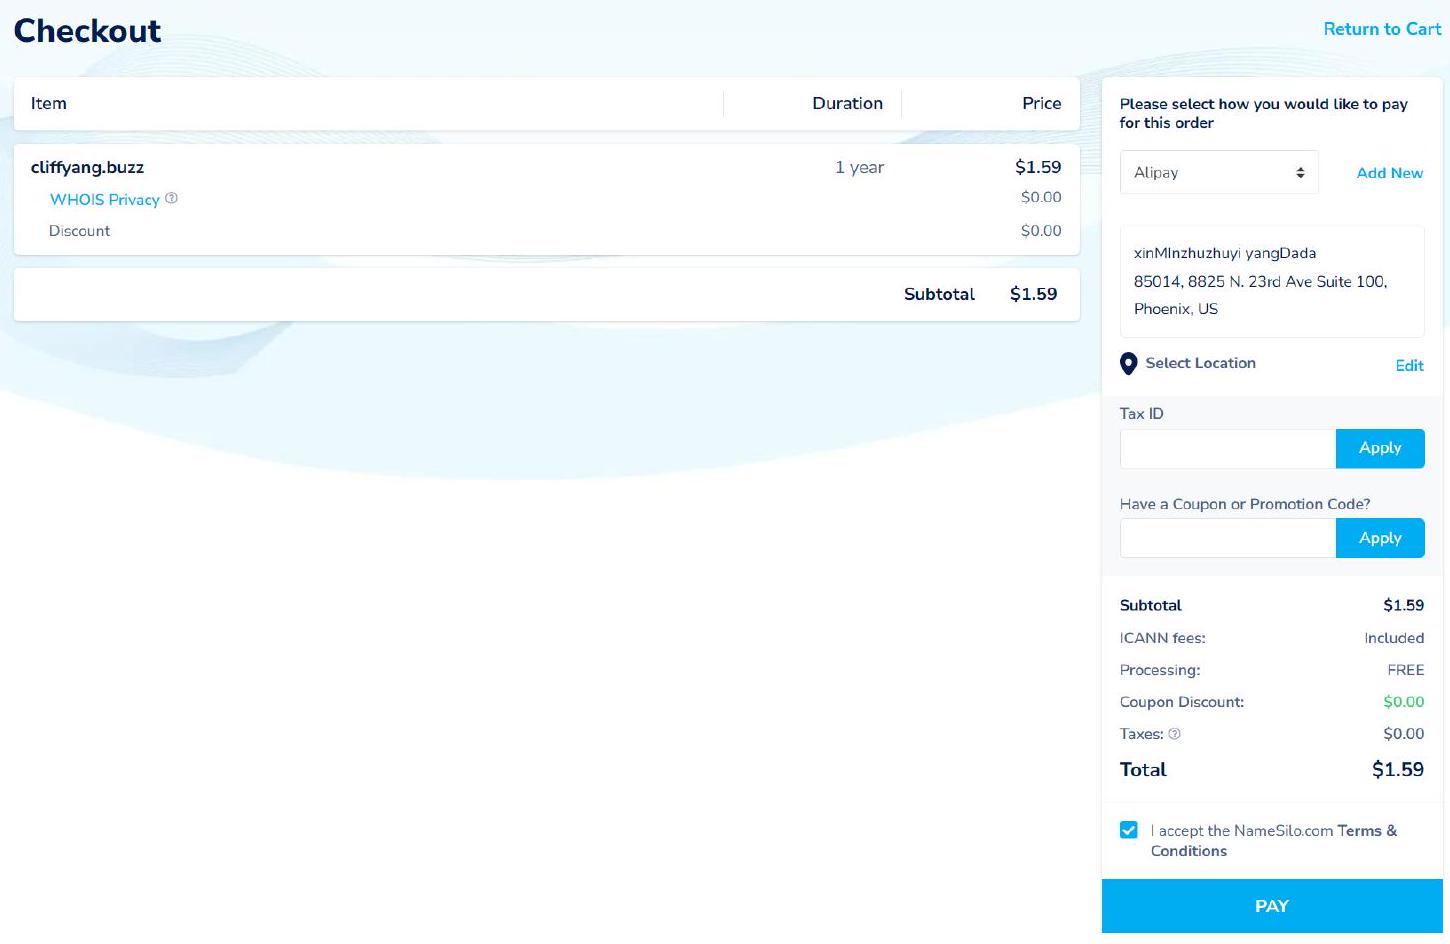 Checkout
Return to Cart
Item Duration Price
cliffyang.buzz 1 year $1.59
WHOIS Privacy $0.00
Discount $0.00
Subtotal $1.59
Please select how you would like to pay
for this order
Alipay Add New
xinMInzhuzhuyi yangDada
85014, 8825 N. 23rd Ave Suite 100,
Phoenix, US
Select Location Edit
Tax ID
Apply
Have a Coupon or Promotion Code?
Apply
Subtotal $1.59
ICANN fees: Included
Processing: FREE
Coupon Discount: $0.00
Taxes: $0.00
Total $1.59
I accept the NameSilo.com Terms &
Conditions
PAY